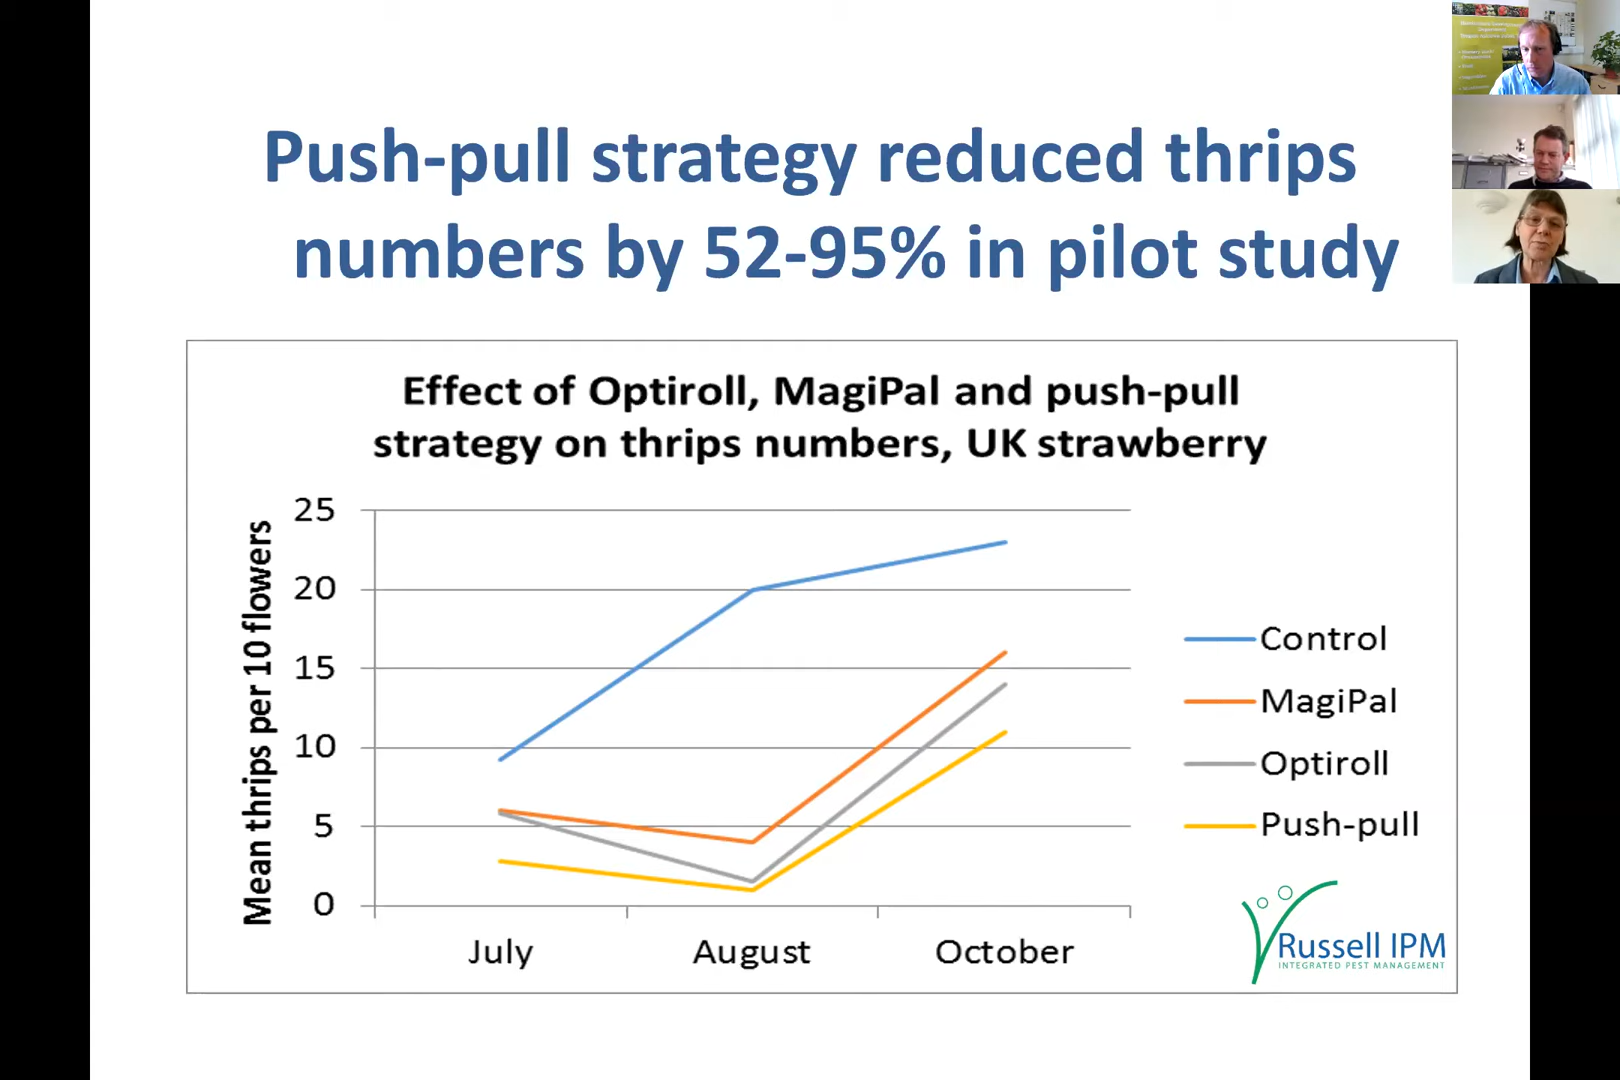 Push-pull strategy reduced thrips
numbers by 52-95% in pilot study
Effect of Optiroll, MagiPal and push-pull
strategy on thrips numbers, UK strawberry
Mean thrips per 10 flowers
25
20
15
10
5
0
July August October
Control
MagiPal
Optiroll
Push-pull
Russell IPM
INTEGRATED PEST MANAGEMENT